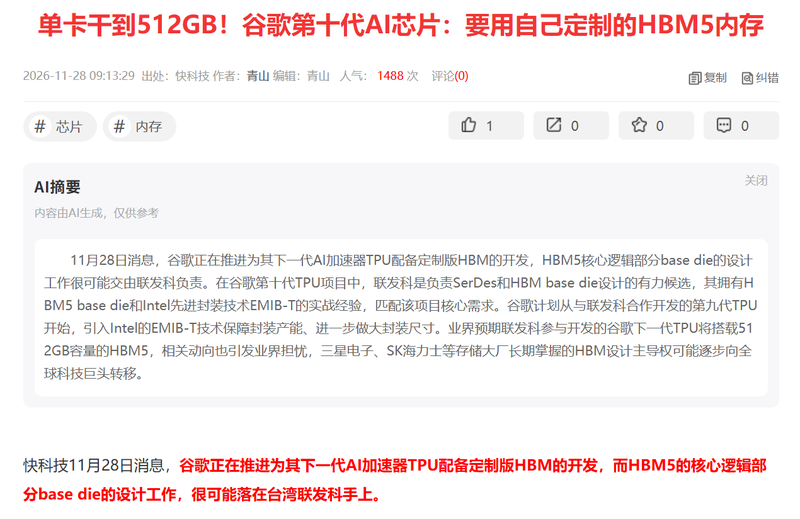 单卡干到512GB！谷歌第十代AI芯片：要用自己定制的HBM5内存
2026-11-28 09:13:29 出处：快科技 作者：青山 编辑：青山 人气： 1488 次 评论(0)
复制 纠错
# 芯片 # 内存
1 0 0 0
AI摘要
关闭
内容由AI生成，仅供参考
11月28日消息，谷歌正在推进为其下一代AI加速器TPU配备定制版HBM的开发，HBM5核心逻辑部分base die的设计
工作很可能交由联发科负责。在谷歌第十代TPU项目中，联发科是负责SerDes和HBM base die设计的有力候选，其拥有H
BM5 base die和Intel先进封装技术EMIB-T的实战经验，匹配该项目核心需求。谷歌计划从与联发科合作开发的第九代TPU
开始，引入Intel的EMIB-T技术保障封装产能、进一步做大封装尺寸。业界预期联发科参与开发的谷歌下一代TPU将搭载51
2GB容量的HBM5，相关动向也引发业界担忧，三星电子、SK海力士等存储大厂长期掌握的HBM设计主导权可能逐步向全
球科技巨头转移。
快科技11月28日消息，谷歌正在推进为其下一代AI加速器TPU配备定制版HBM的开发，而HBM5的核心逻辑部
分base die的设计工作，很可能落在台湾联发科手上。